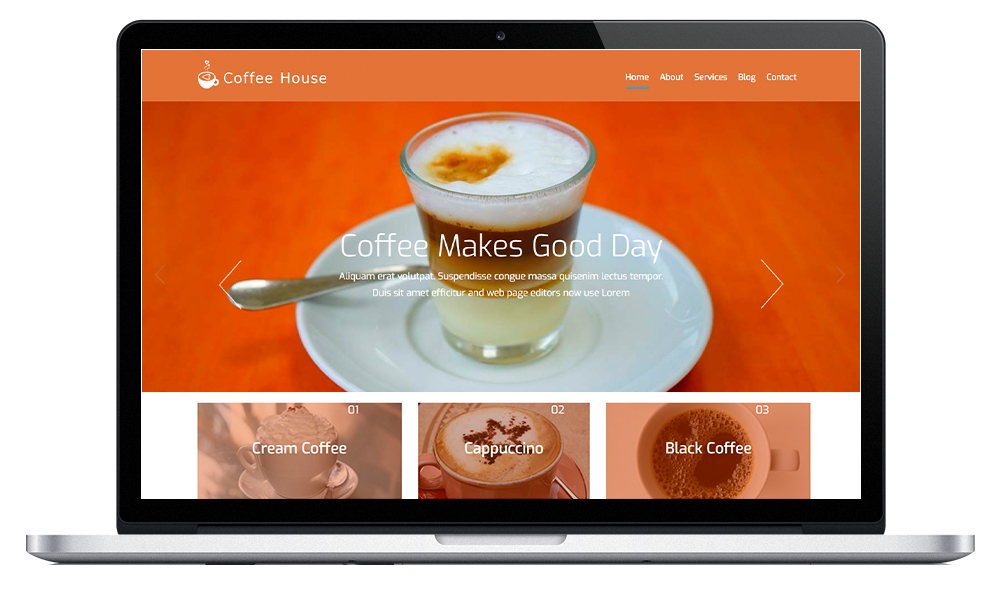 Coffee House
Home About Services Blog Contact
Coffee Makes Good Day
Aliquam erat volutpat. Suspendisse congue massa quisenim lectus tempor.
Duis sit amet efficitur and web page editors now use Lorem
01
Cream Coffee
02
Cappuccino
03
Black Coffee